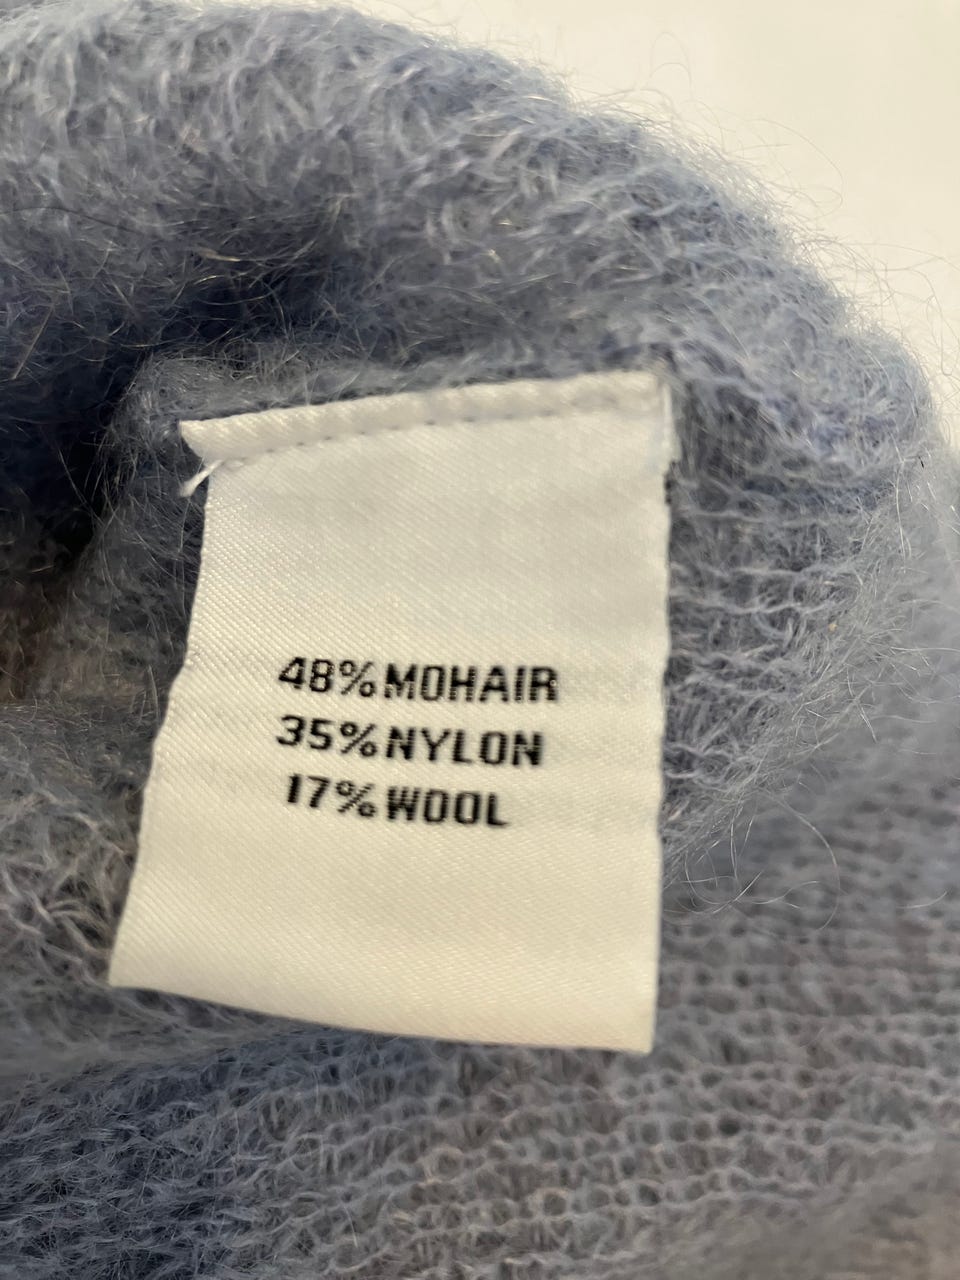 48% MOHAIR
35% NYLON
17% WOOL